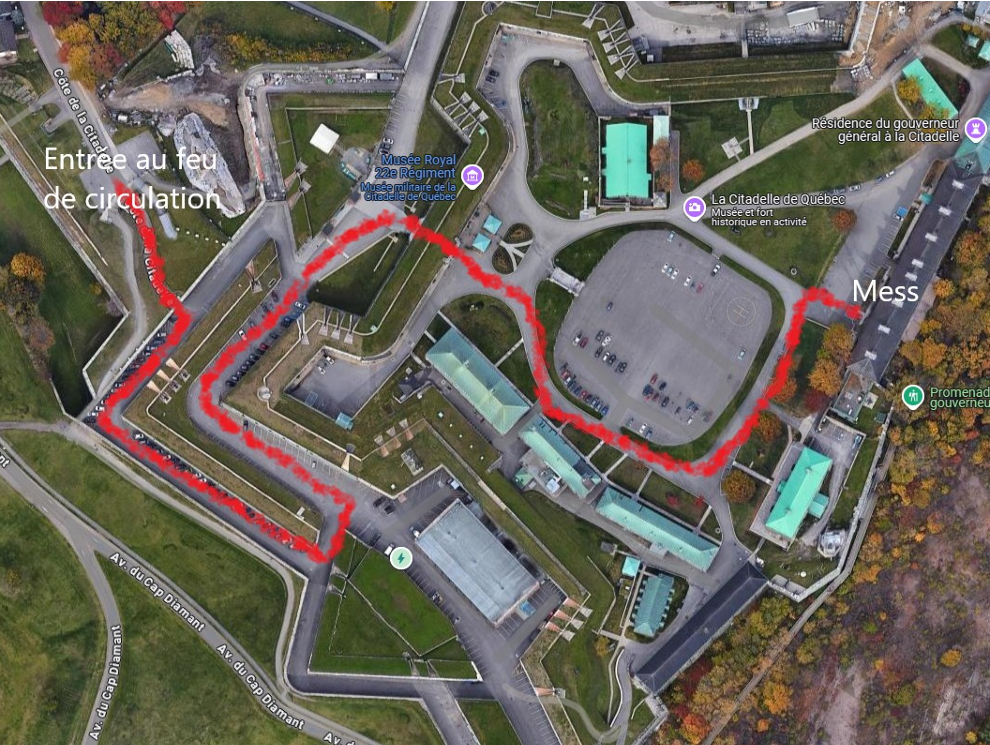 Côte de la Citadelle
Entrée au feu
de circulation
Musée Royal
22e Régiment
Musée militaire de la
Citadelle de Québec
La Citadelle de Québec
Musée et fort
historique en activité
Résidence du gouverneur
général à la Citadelle
Mess
Promenad
gouverneu
Av. du Cap Diamant
Av. du Cap Diamant
Av. du Cap Diamant
Av.